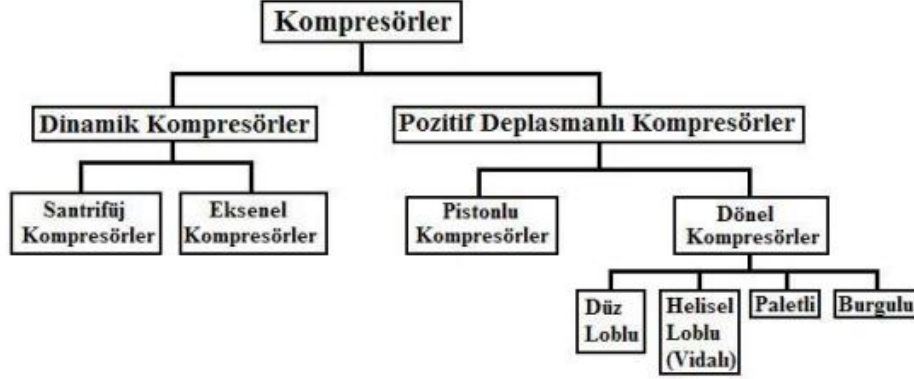 Kompresörler
Dinamik Kompresörler
Pozitif Deplasmanlı Kompresörler
Santrifüj
Kompresörler
Eksenel
Kompresörler
Pistonlu
Kompresörler
Dönel
Kompresörler
Düz
Loblu
Helisel
Loblu
(Vidalı)
Paletli
Burgulu